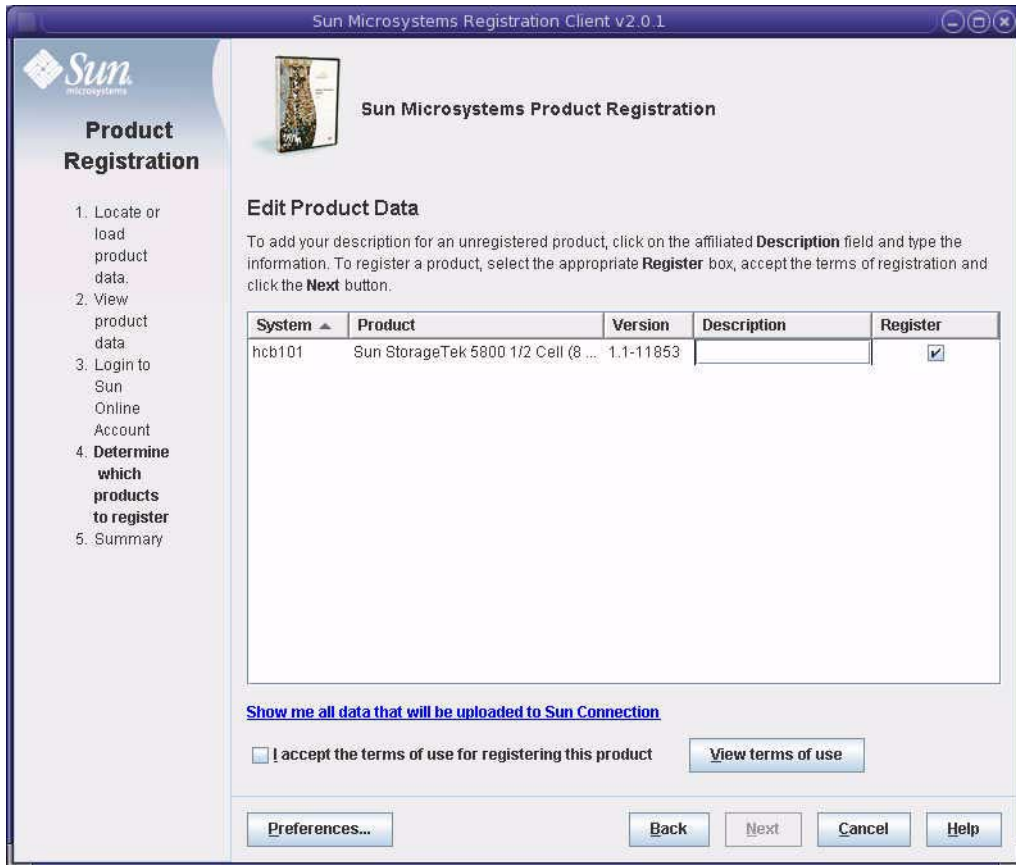 Sun Microsystems Registration Client v2.0.1
Sun
microsystems
Product
Registration
1. Locate or
load
product
data.
2. View
product
data
3. Login to
Sun
Online
Account
4. Determine
which
products
to register
5. Summary
Sun Microsystems Product Registration
Edit Product Data
To add your description for an unregistered product, click on the affiliated Description field and type the
information. To register a product, select the appropriate Register box, accept the terms of registration and
click the Next button.
System Product Version Description Register
hcb101 Sun StorageTek 5800 1/2 Cell (8 ... 1.1-11853
Show me all data that will be uploaded to Sun Connection
I accept the terms of use for registering this product View terms of use
Preferences... Back Next Cancel Help